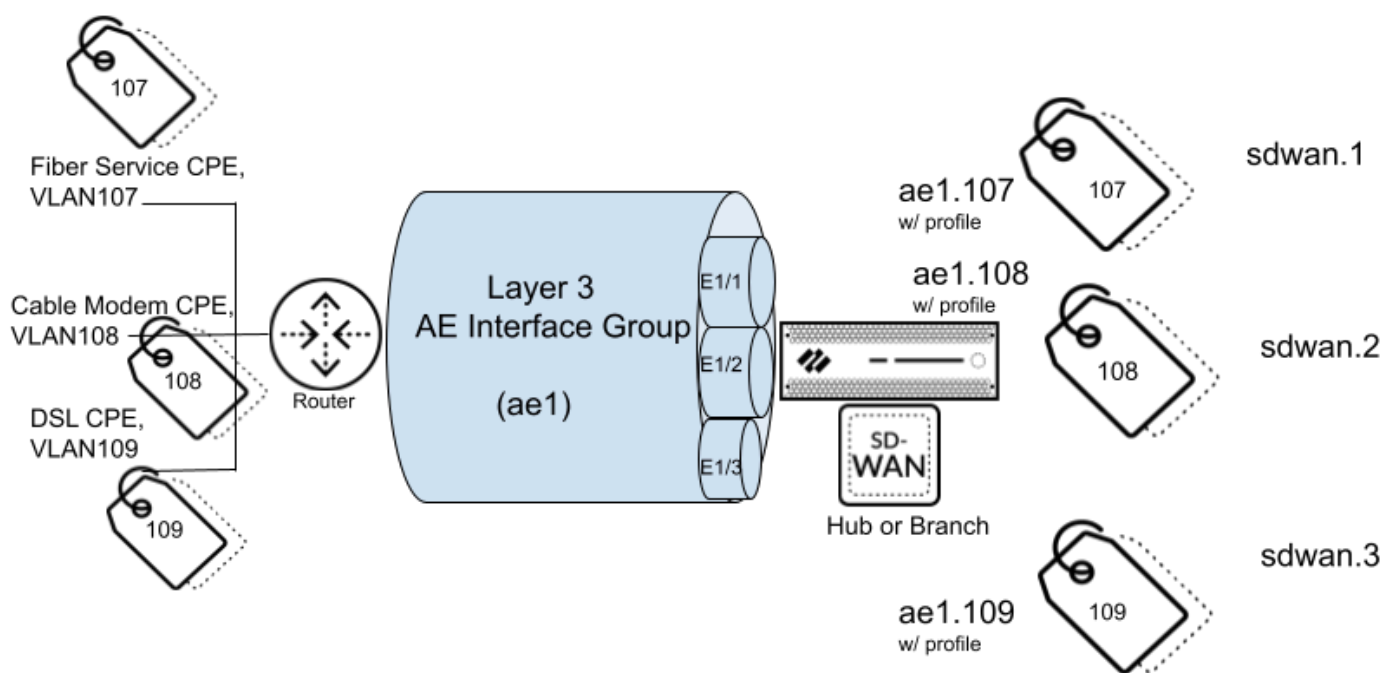 107
Fiber Service CPE,
VLAN107
Cable Modem CPE,
VLAN108
108
DSL CPE,
VLAN109
109
Router
Layer 3
AE Interface Group
(ae1)
E1/1
E1/2
E1/3
SD-
WAN
Hub or Branch
ae1.107
w/ profile
107
sdwan.1
ae1.108
w/ profile
108
sdwan.2
ae1.109
w/ profile
109
sdwan.3